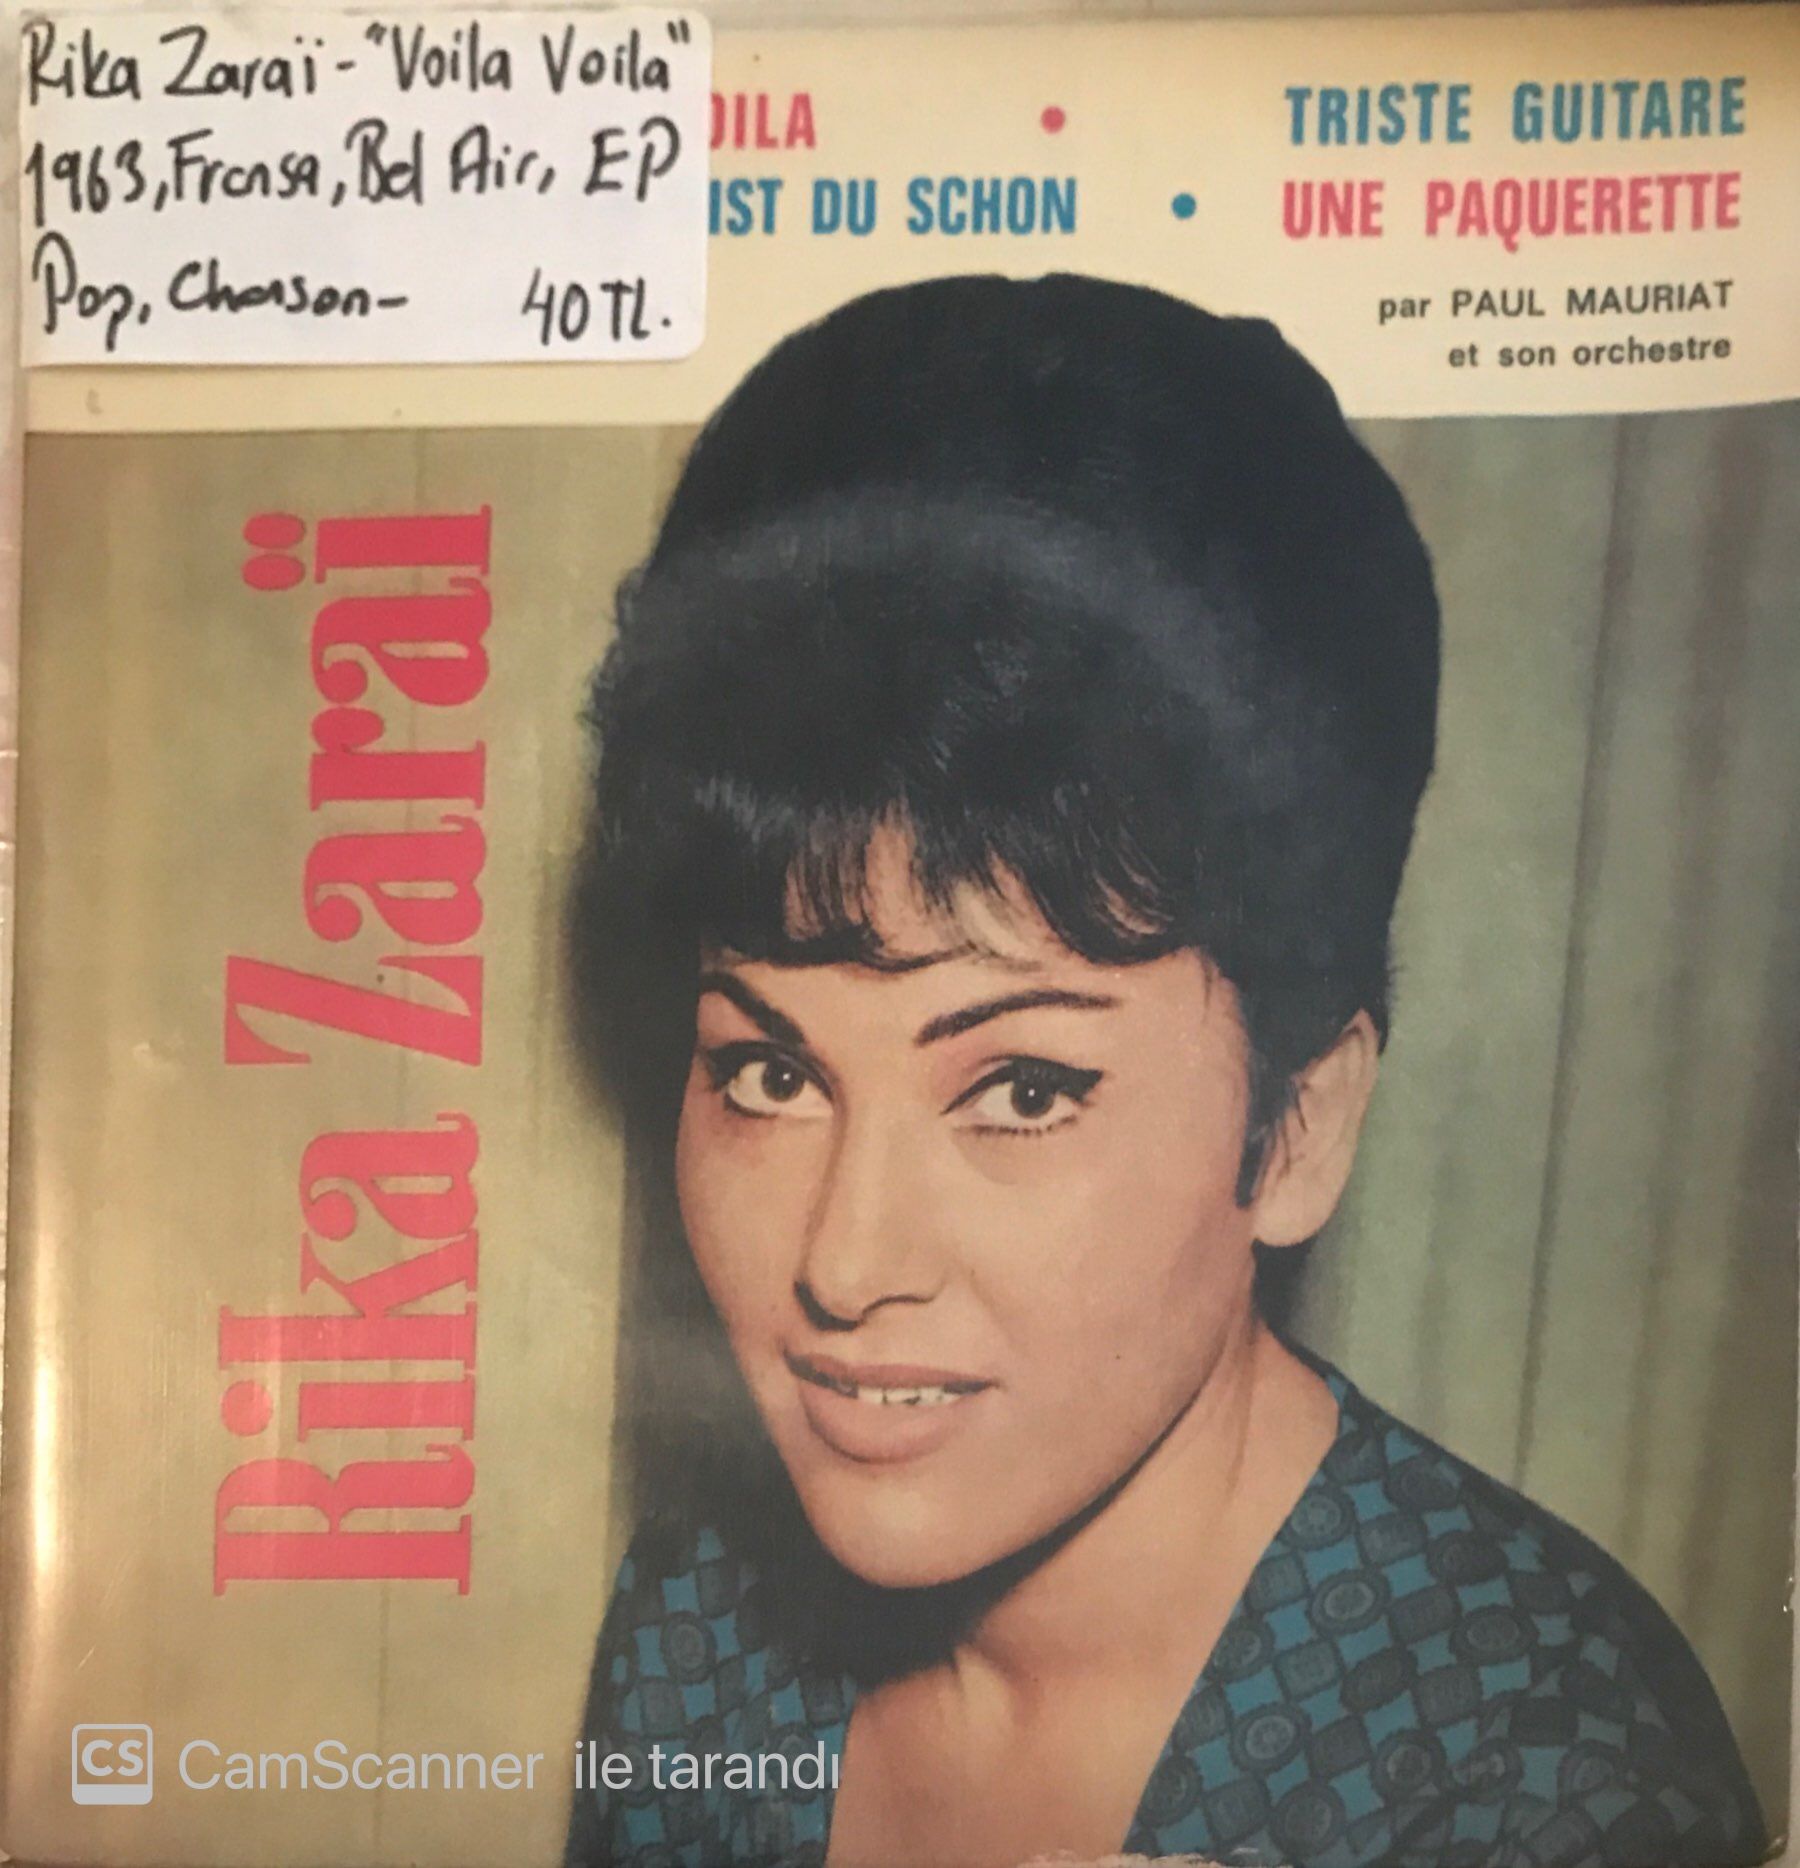 Rika Zaraï - "Voila Voila"
1963, Fransa, Bel Air, EP
Pop, Chanson- 40 TL.
OILA • TRISTE GUITARE
IST DU SCHON • UNE PAQUERETTE
par PAUL MAURIAT
et son orchestre
Rika Zaraï
CS CamScanner ile tarandı